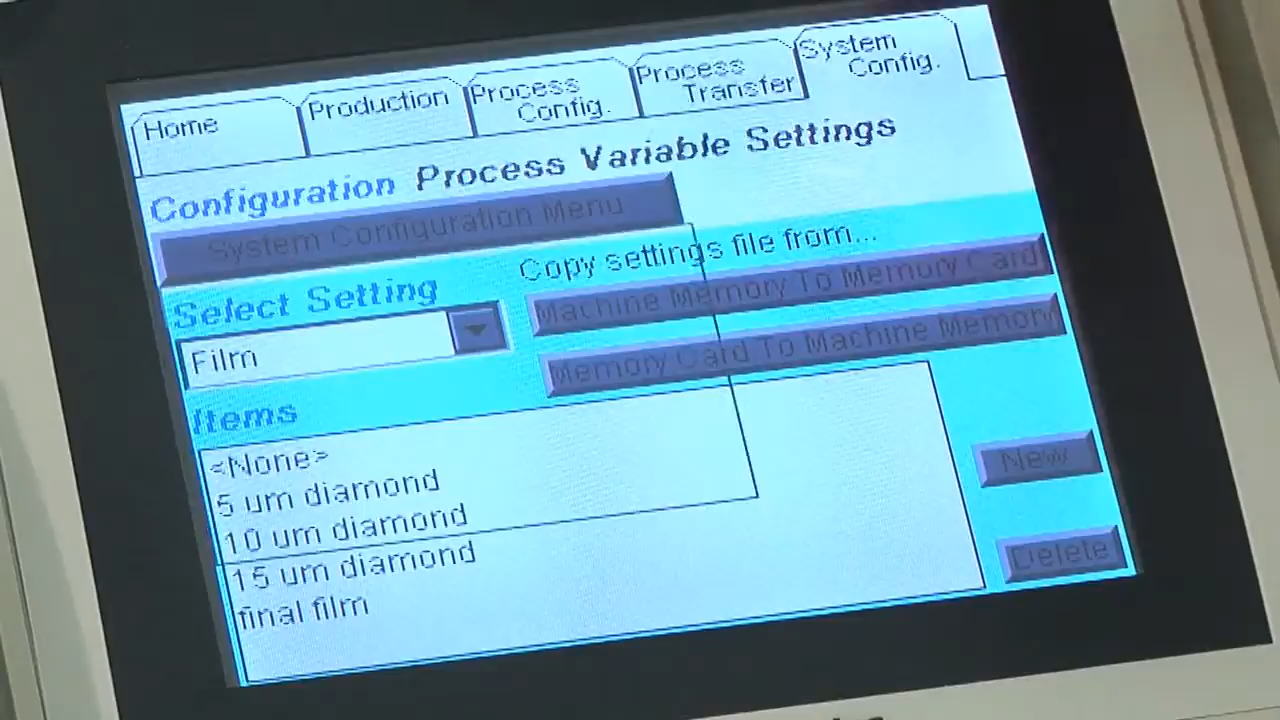 Home
Production
Process
Config.
Process
Transfer
System
Config.
Configuration Process Variable Settings
System Configuration Menu
Copy settings file from...
Select Setting
Machine Memory To Memory Card
Film
Memory Card To Machine Memory
Items
<None>
5 um diamond
10 um diamond
15 um diamond
final film
New
Delete